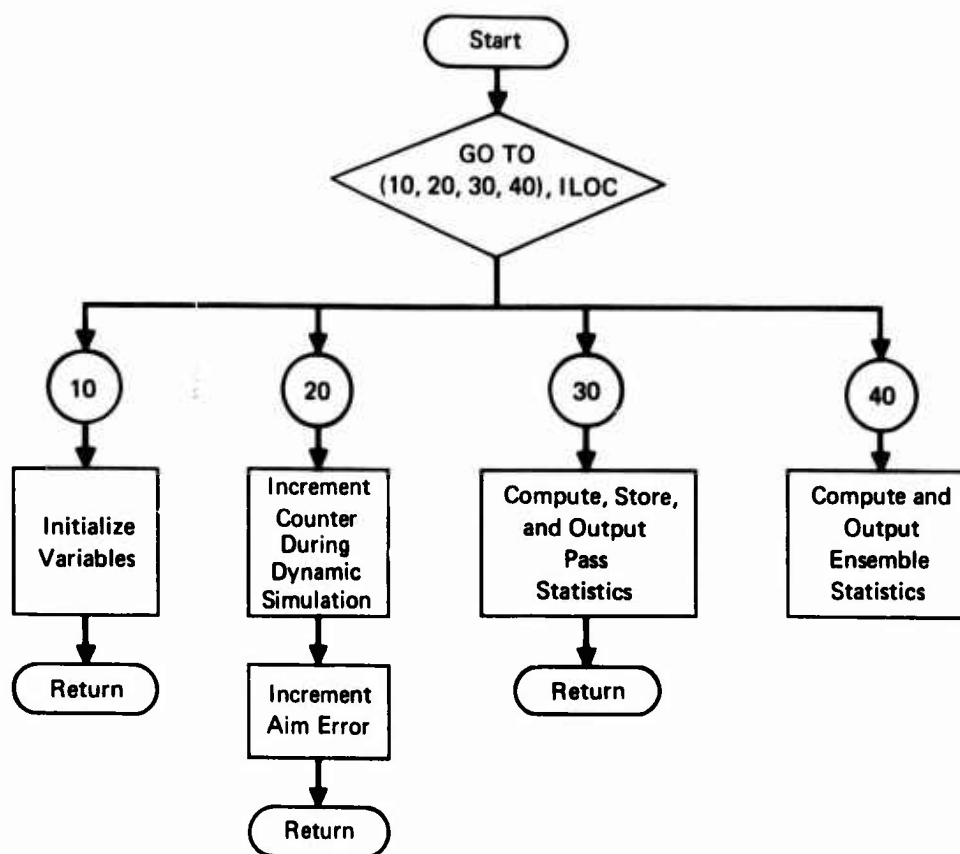 Start
GO TO
(10, 20, 30, 40), ILOC
10
20
30
40
Initialize
Variables
Increment
Counter
During
Dynamic
Simulation
Compute, Store,
and Output
Pass
Statistics
Compute and
Output
Ensemble
Statistics
Return
Increment
Aim Error
Return
Return